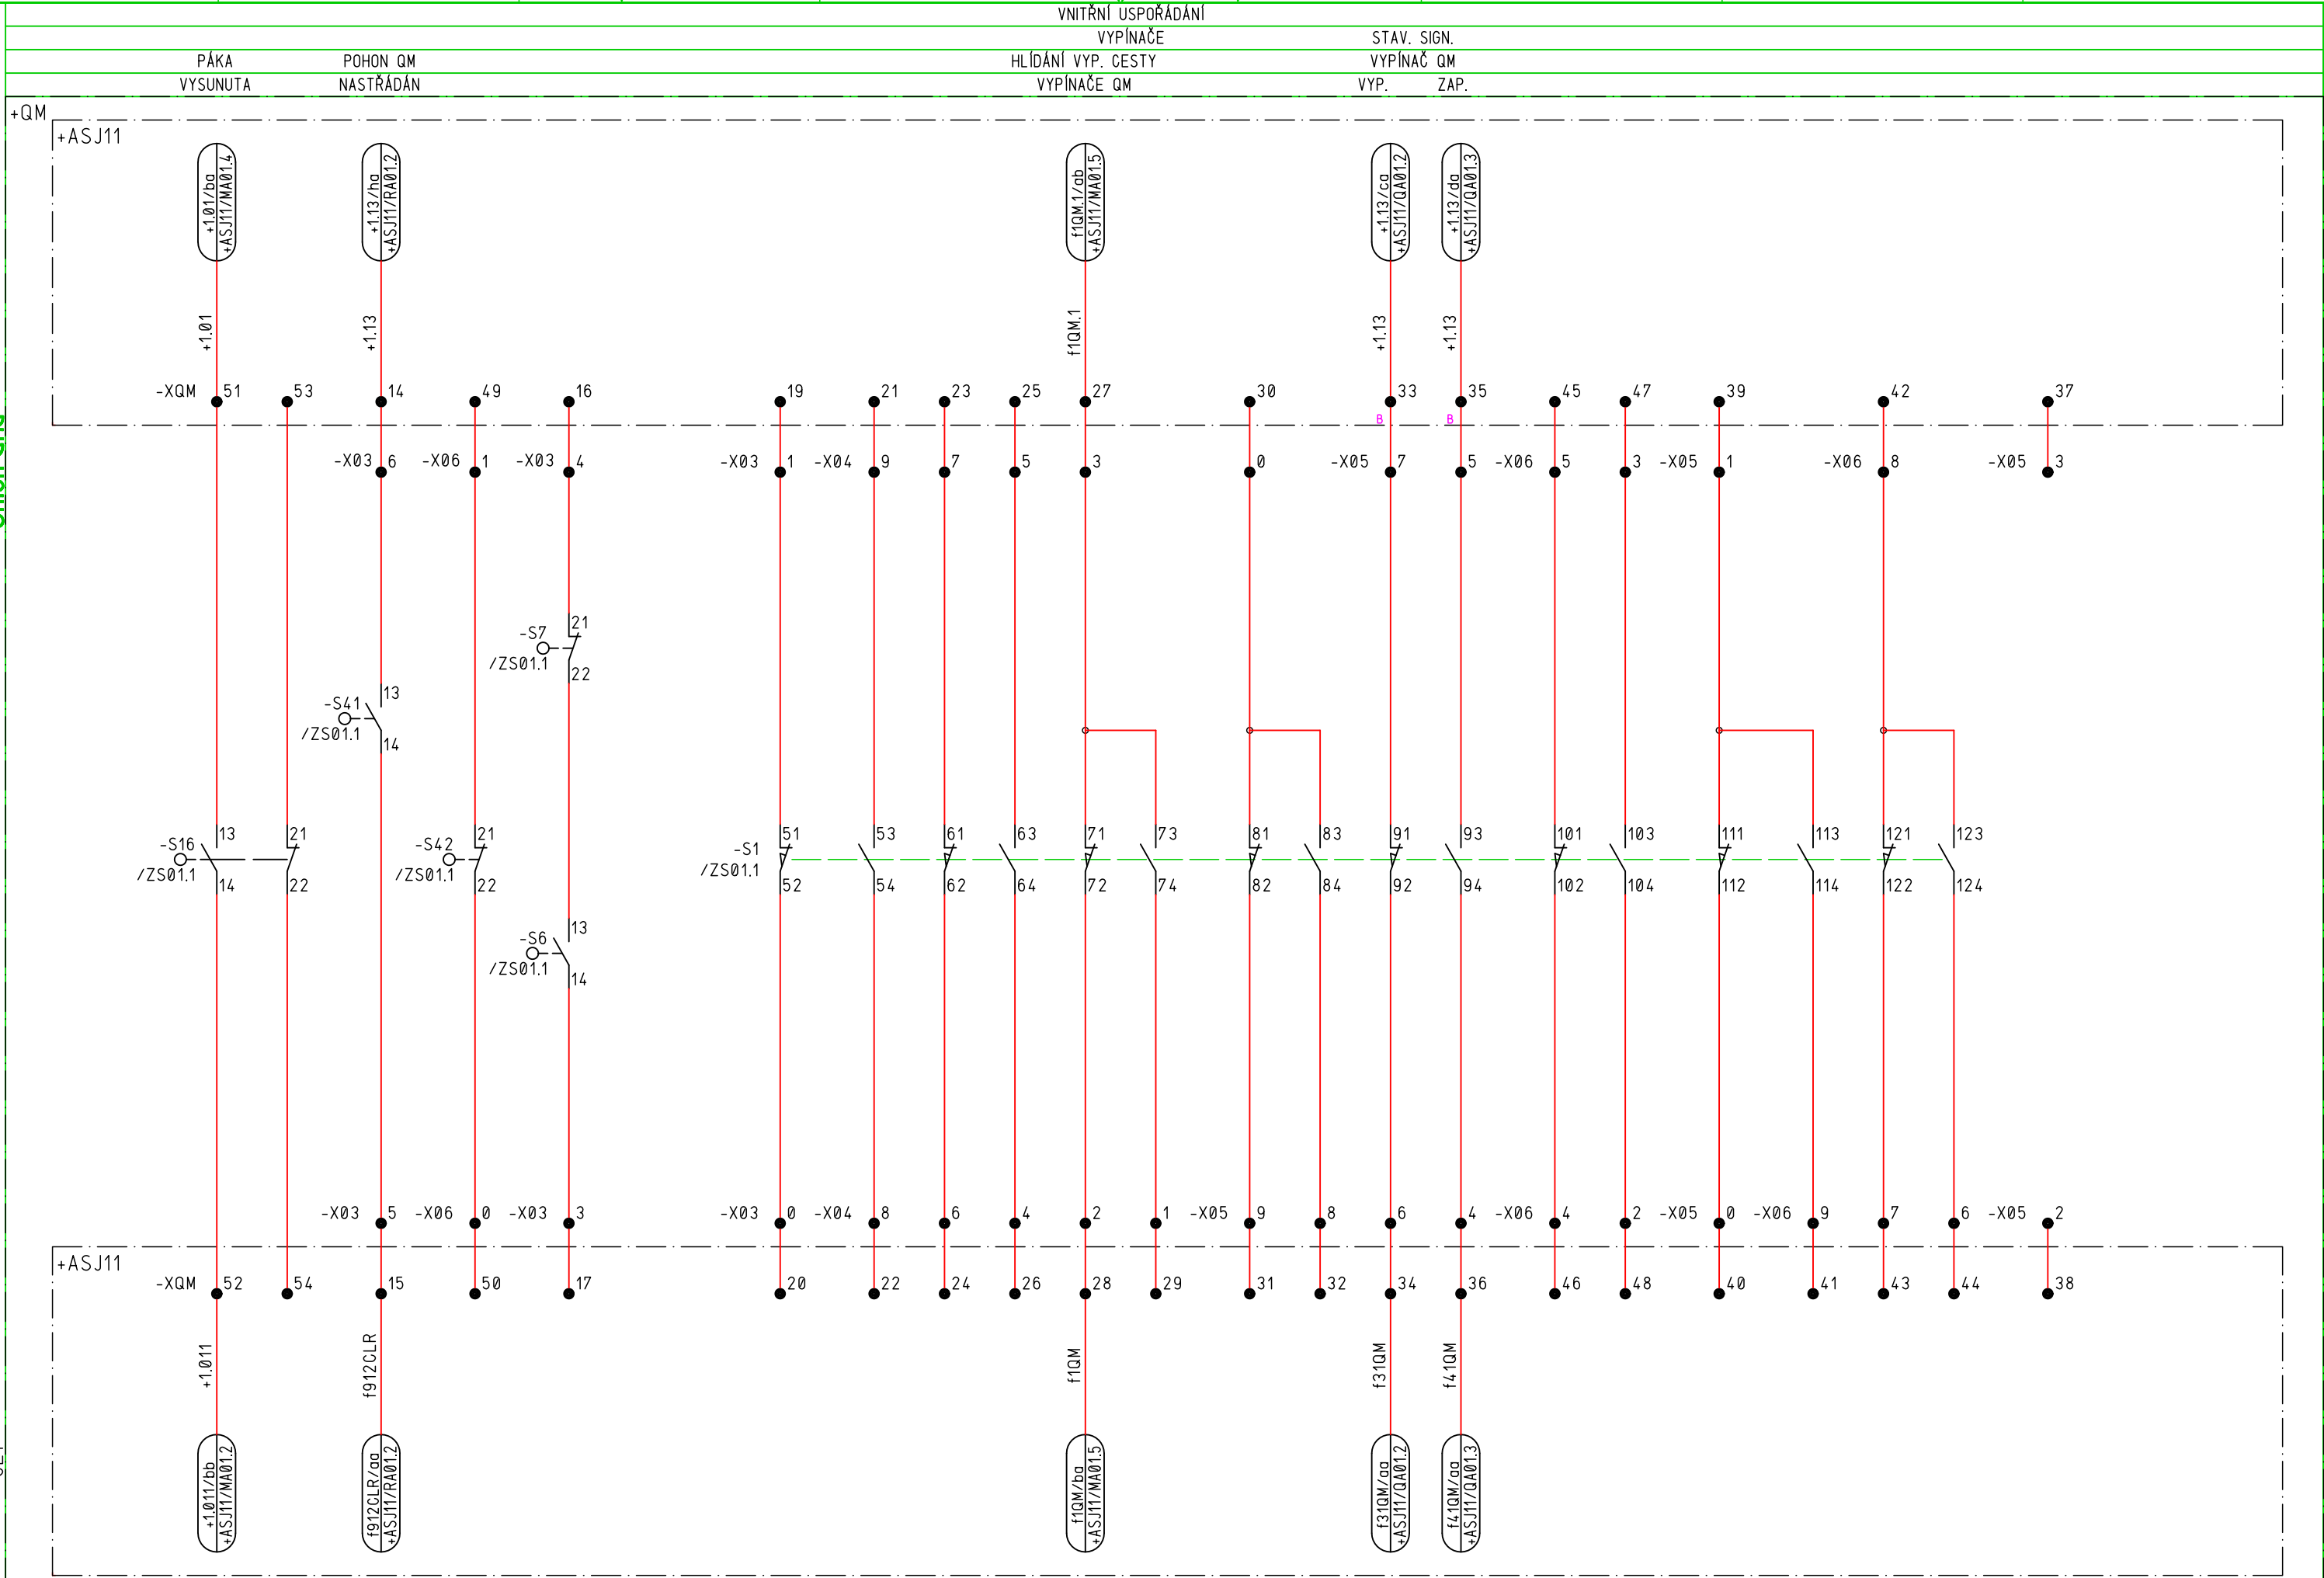 VNITŘNÍ USPOŘÁDÁNÍ
VYPÍNAČE STAV. SIGN.
PÁKA POHON QM HLÍDÁNÍ VYP. CESTY VYPÍNAČ QM
VYSUNUTA NASTŘÁDÁN VYPÍNAČE QM VYP. ZAP.
+QM
+ASJ11
+1.01/ba
+ASJ11/MA01.4
+1.13/ha
+ASJ11/RA01.2
f1QM.1/ab
+ASJ11/MA01.5
+1.13/ca
+ASJ11/QA01.2
+1.13/da
+ASJ11/QA01.3
+1.01
+1.13
f1QM.1
+1.13
+1.13
-XQM 51 53 14 49 16 19 21 23 25 27 30 33 35 45 47 39 42 37
B B
-X03 6 -X06 1 -X03 4 -X03 1 -X04 9 7 5 3 0 -X05 7 5 -X06 5 3 -X05 1 -X06 8 -X05 3
-S7 21
/ZS01.1 22
-S41 13
/ZS01.1 14
-S16 13 21
/ZS01.1 14 22
-S42 21
/ZS01.1 22
-S1 51 53 61 63 71 73 81 83 91 93 101 103 111 113 121 123
/ZS01.1 52 54 62 64 72 74 82 84 92 94 102 104 112 114 122 124
-S6 13
/ZS01.1 14
-X03 5 -X06 0 -X03 3 -X03 0 -X04 8 6 4 2 1 -X05 9 8 6 4 -X06 4 2 -X05 0 -X06 9 7 6 -X05 2
+ASJ11
-XQM 52 54 15 50 17 20 22 24 26 28 29 31 32 34 36 46 48 40 41 43 44 38
+1.011
f912CLR
f1QM
f31QM
f41QM
+1.011/bb
+ASJ11/MA01.2
f912CLR/aa
+ASJ11/RA01.2
f1QM/ba
+ASJ11/MA01.5
f31QM/aa
+ASJ11/QA01.2
f41QM/aa
+ASJ11/QA01.3